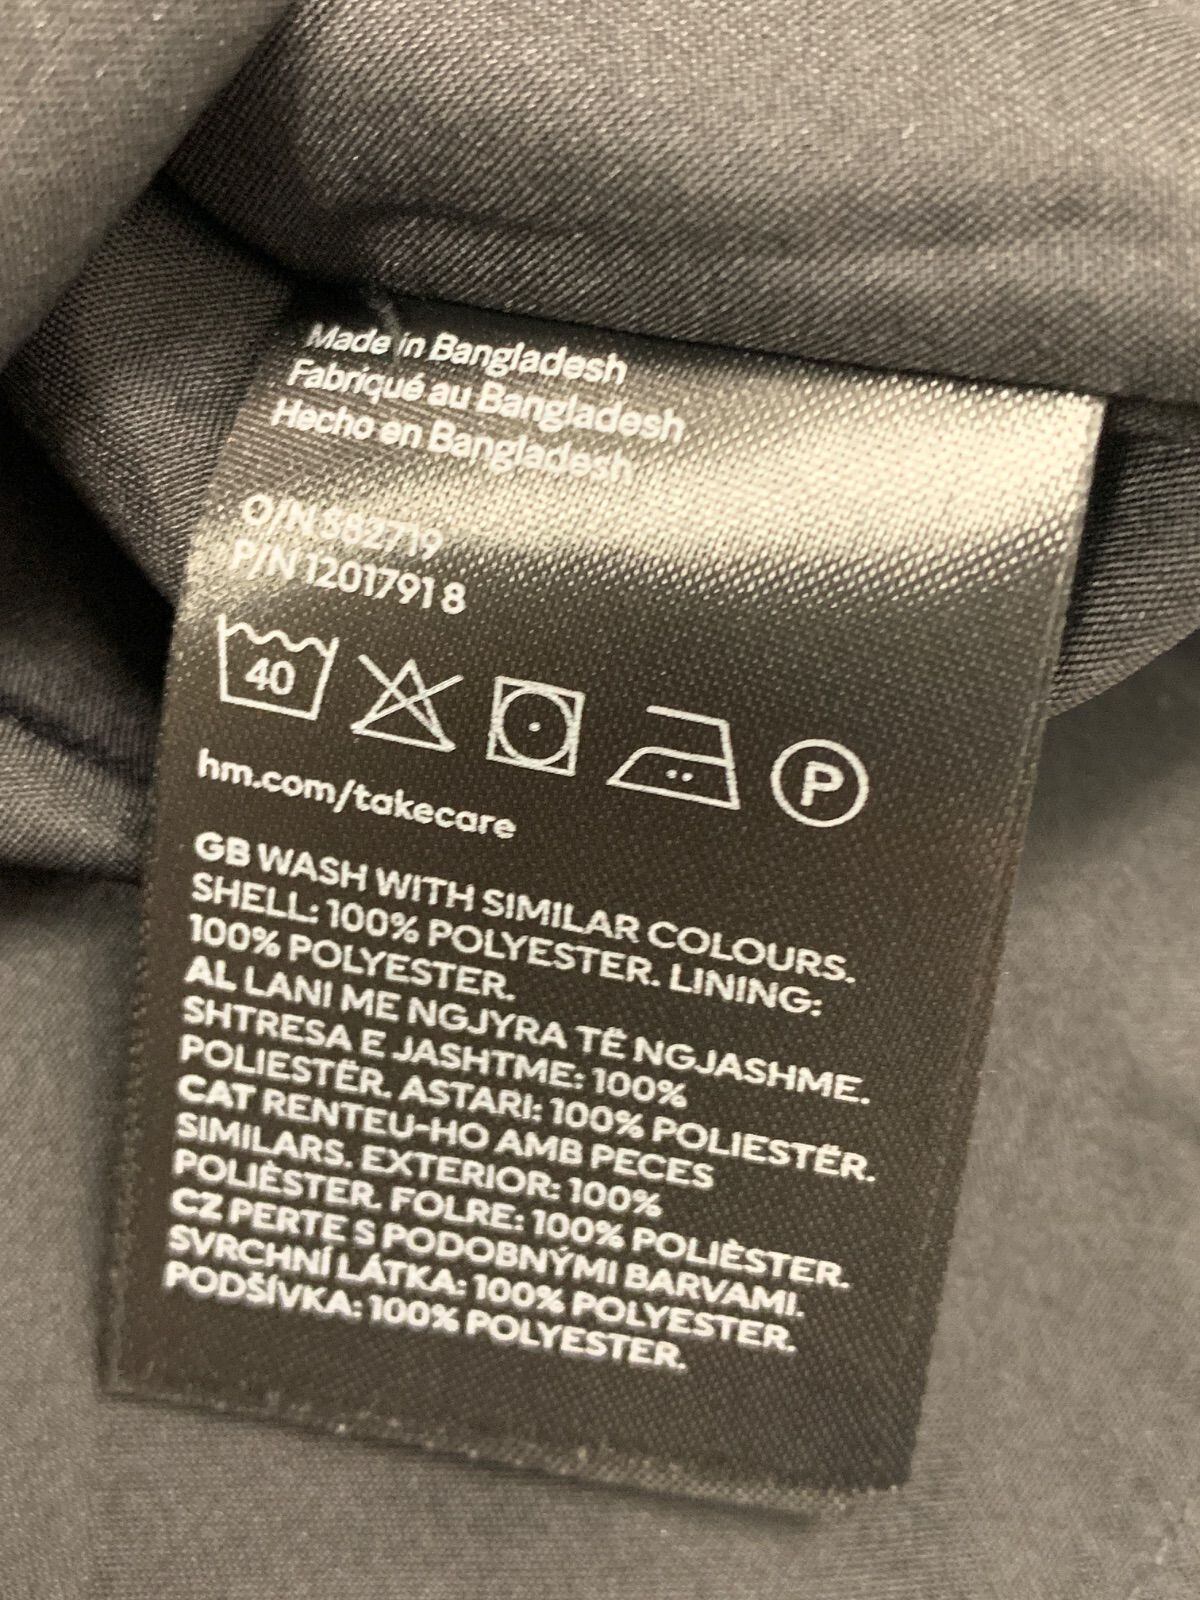 Made in Bangladesh
Fabriqué au Bangladesh
Hecho en Bangladesh
O/N 582719
P/N 1201791 8
40
P
hm.com/takecare
GB WASH WITH SIMILAR COLOURS.
SHELL: 100% POLYESTER. LINING:
100% POLYESTER.
AL LANI ME NGJYRA TË NGJASHME.
SHTRESA E JASHTME: 100%
POLIESTËR. ASTARI: 100% POLIESTËR.
CAT RENTEU-HO AMB PECES
SIMILARS. EXTERIOR: 100%
POLIÈSTER. FOLRE: 100% POLIÈSTER.
CZ PERTE S PODOBNÝMI BARVAMI.
SVRCHNÍ LÁTKA: 100% POLYESTER.
PODŠÍVKA: 100% POLYESTER.